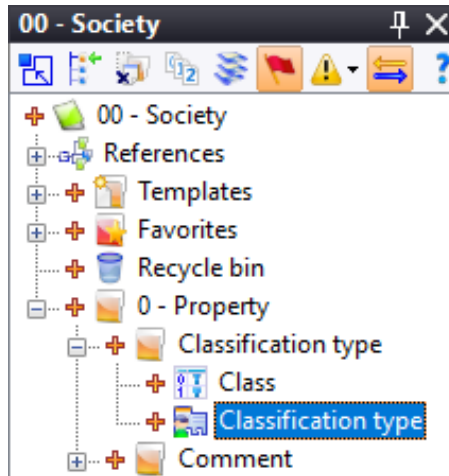 00 - Society
00 - Society
References
Templates
Favorites
Recycle bin
0 - Property
Classification type
Class
Classification type
Comment